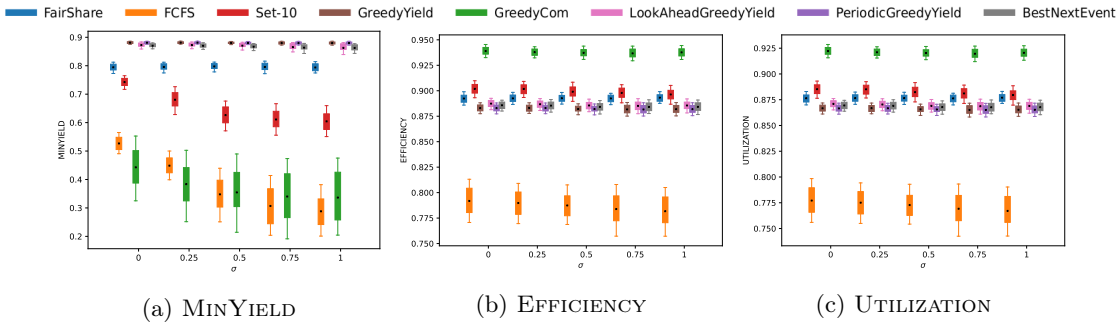 FairShare FCFS Set-10 GreedyYield GreedyCom LookAheadGreedyYield PeriodicGreedyYield BestNextEvent
MINYIELD
0.9
0.8
0.7
0.6
0.5
0.4
0.3
0.2
0 0.25 0.5 0.75 1
σ
(a) MINYIELD
EFFICIENCY
0.950
0.925
0.900
0.875
0.850
0.825
0.800
0.775
0.750
0 0.25 0.5 0.75 1
σ
(b) EFFICIENCY
UTILIZATION
0.925
0.900
0.875
0.850
0.825
0.800
0.775
0.750
0 0.25 0.5 0.75 1
σ
(c) UTILIZATION